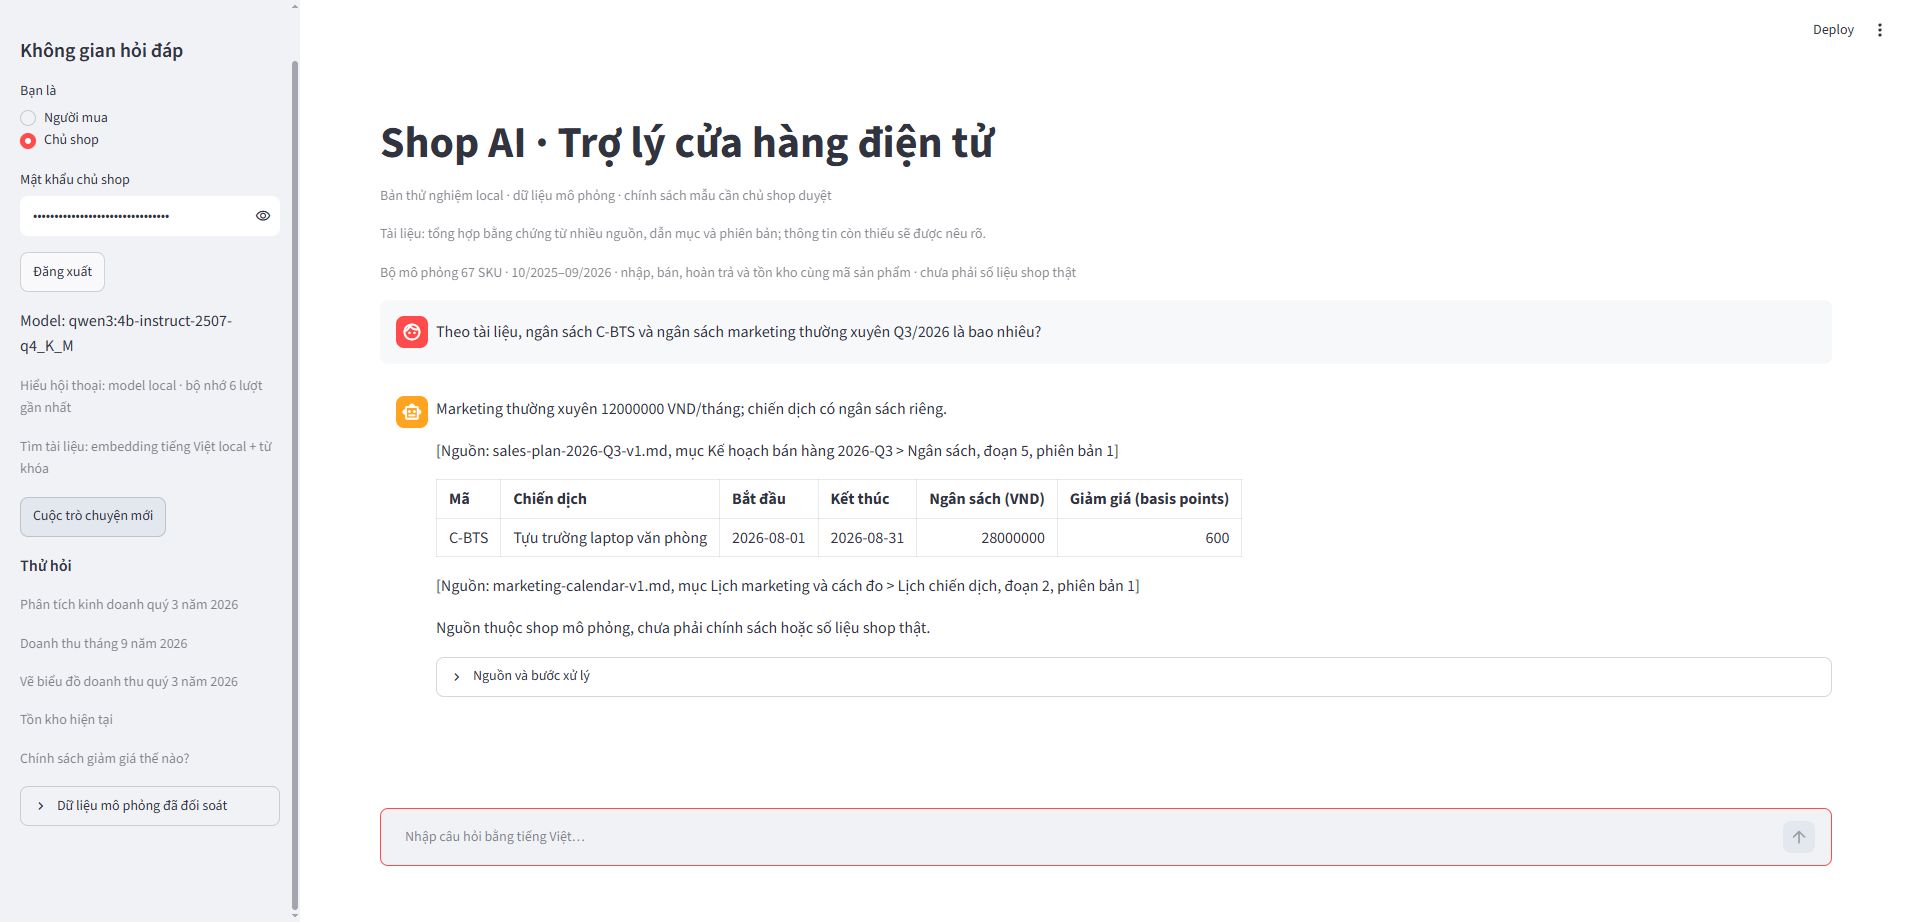 Không gian hỏi đáp
Bạn là
Người mua
Chủ shop
Mật khẩu chủ shop
••••••••••••••••••••••••••••••••
Đăng xuất
Model: qwen3:4b-instruct-2507-
q4_K_M
Hiểu hội thoại: model local · bộ nhớ 6 lượt
gần nhất
Tìm tài liệu: embedding tiếng Việt local + từ
khóa
Cuộc trò chuyện mới
Thử hỏi
Phân tích kinh doanh quý 3 năm 2026
Doanh thu tháng 9 năm 2026
Vẽ biểu đồ doanh thu quý 3 năm 2026
Tồn kho hiện tại
Chính sách giảm giá thế nào?
Dữ liệu mô phỏng đã đối soát
Deploy
Shop AI · Trợ lý cửa hàng điện tử
Bản thử nghiệm local · dữ liệu mô phỏng · chính sách mẫu cần chủ shop duyệt
Tài liệu: tổng hợp bằng chứng từ nhiều nguồn, dẫn mục và phiên bản; thông tin còn thiếu sẽ được nêu rõ.
Bộ mô phỏng 67 SKU · 10/2025–09/2026 · nhập, bán, hoàn trả và tồn kho cùng mã sản phẩm · chưa phải số liệu shop thật
Theo tài liệu, ngân sách C-BTS và ngân sách marketing thường xuyên Q3/2026 là bao nhiêu?
Marketing thường xuyên 12000000 VND/tháng; chiến dịch có ngân sách riêng.
[Nguồn: sales-plan-2026-Q3-v1.md, mục Kế hoạch bán hàng 2026-Q3 > Ngân sách, đoạn 5, phiên bản 1]
Mã Chiến dịch Bắt đầu Kết thúc Ngân sách (VND) Giảm giá (basis points)
C-BTS Tựu trường laptop văn phòng 2026-08-01 2026-08-31 28000000 600
[Nguồn: marketing-calendar-v1.md, mục Lịch marketing và cách đo > Lịch chiến dịch, đoạn 2, phiên bản 1]
Nguồn thuộc shop mô phỏng, chưa phải chính sách hoặc số liệu shop thật.
Nguồn và bước xử lý
Nhập câu hỏi bằng tiếng Việt…